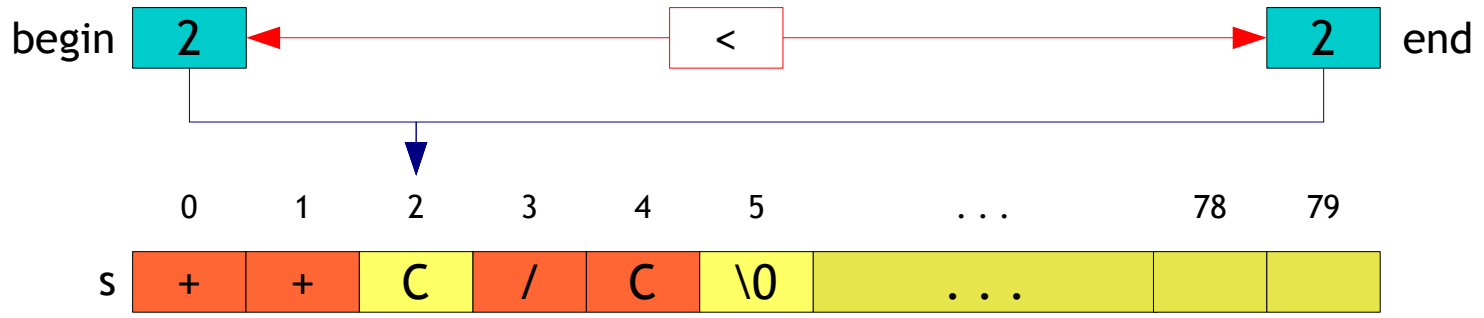 begin 2 < 2 end
0 1 2 3 4 5 . . . 78 79
s + + C / C \0 . . .